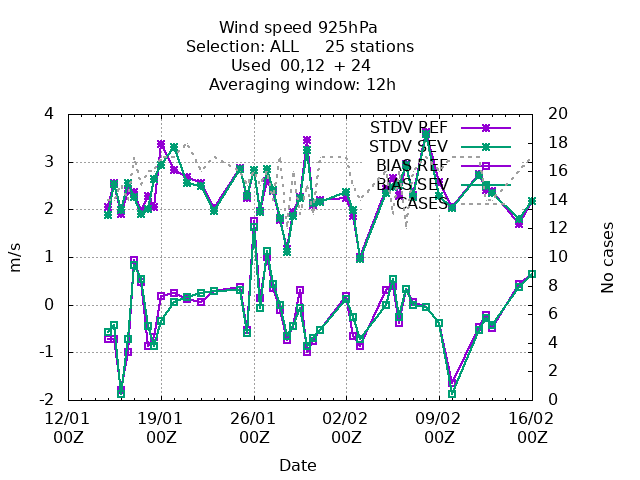 Wind speed 925hPa
Selection: ALL 25 stations
Used 00,12 + 24
Averaging window: 12h
4
3
2
1
0
-1
-2
m/s
20
18
16
14
12
10
8
6
4
2
0
No cases
STDV REF
STDV SEV
BIAS REF
BIAS SEV
CASES
12/01 00Z
19/01 00Z
26/01 00Z
02/02 00Z
09/02 00Z
16/02 00Z
Date